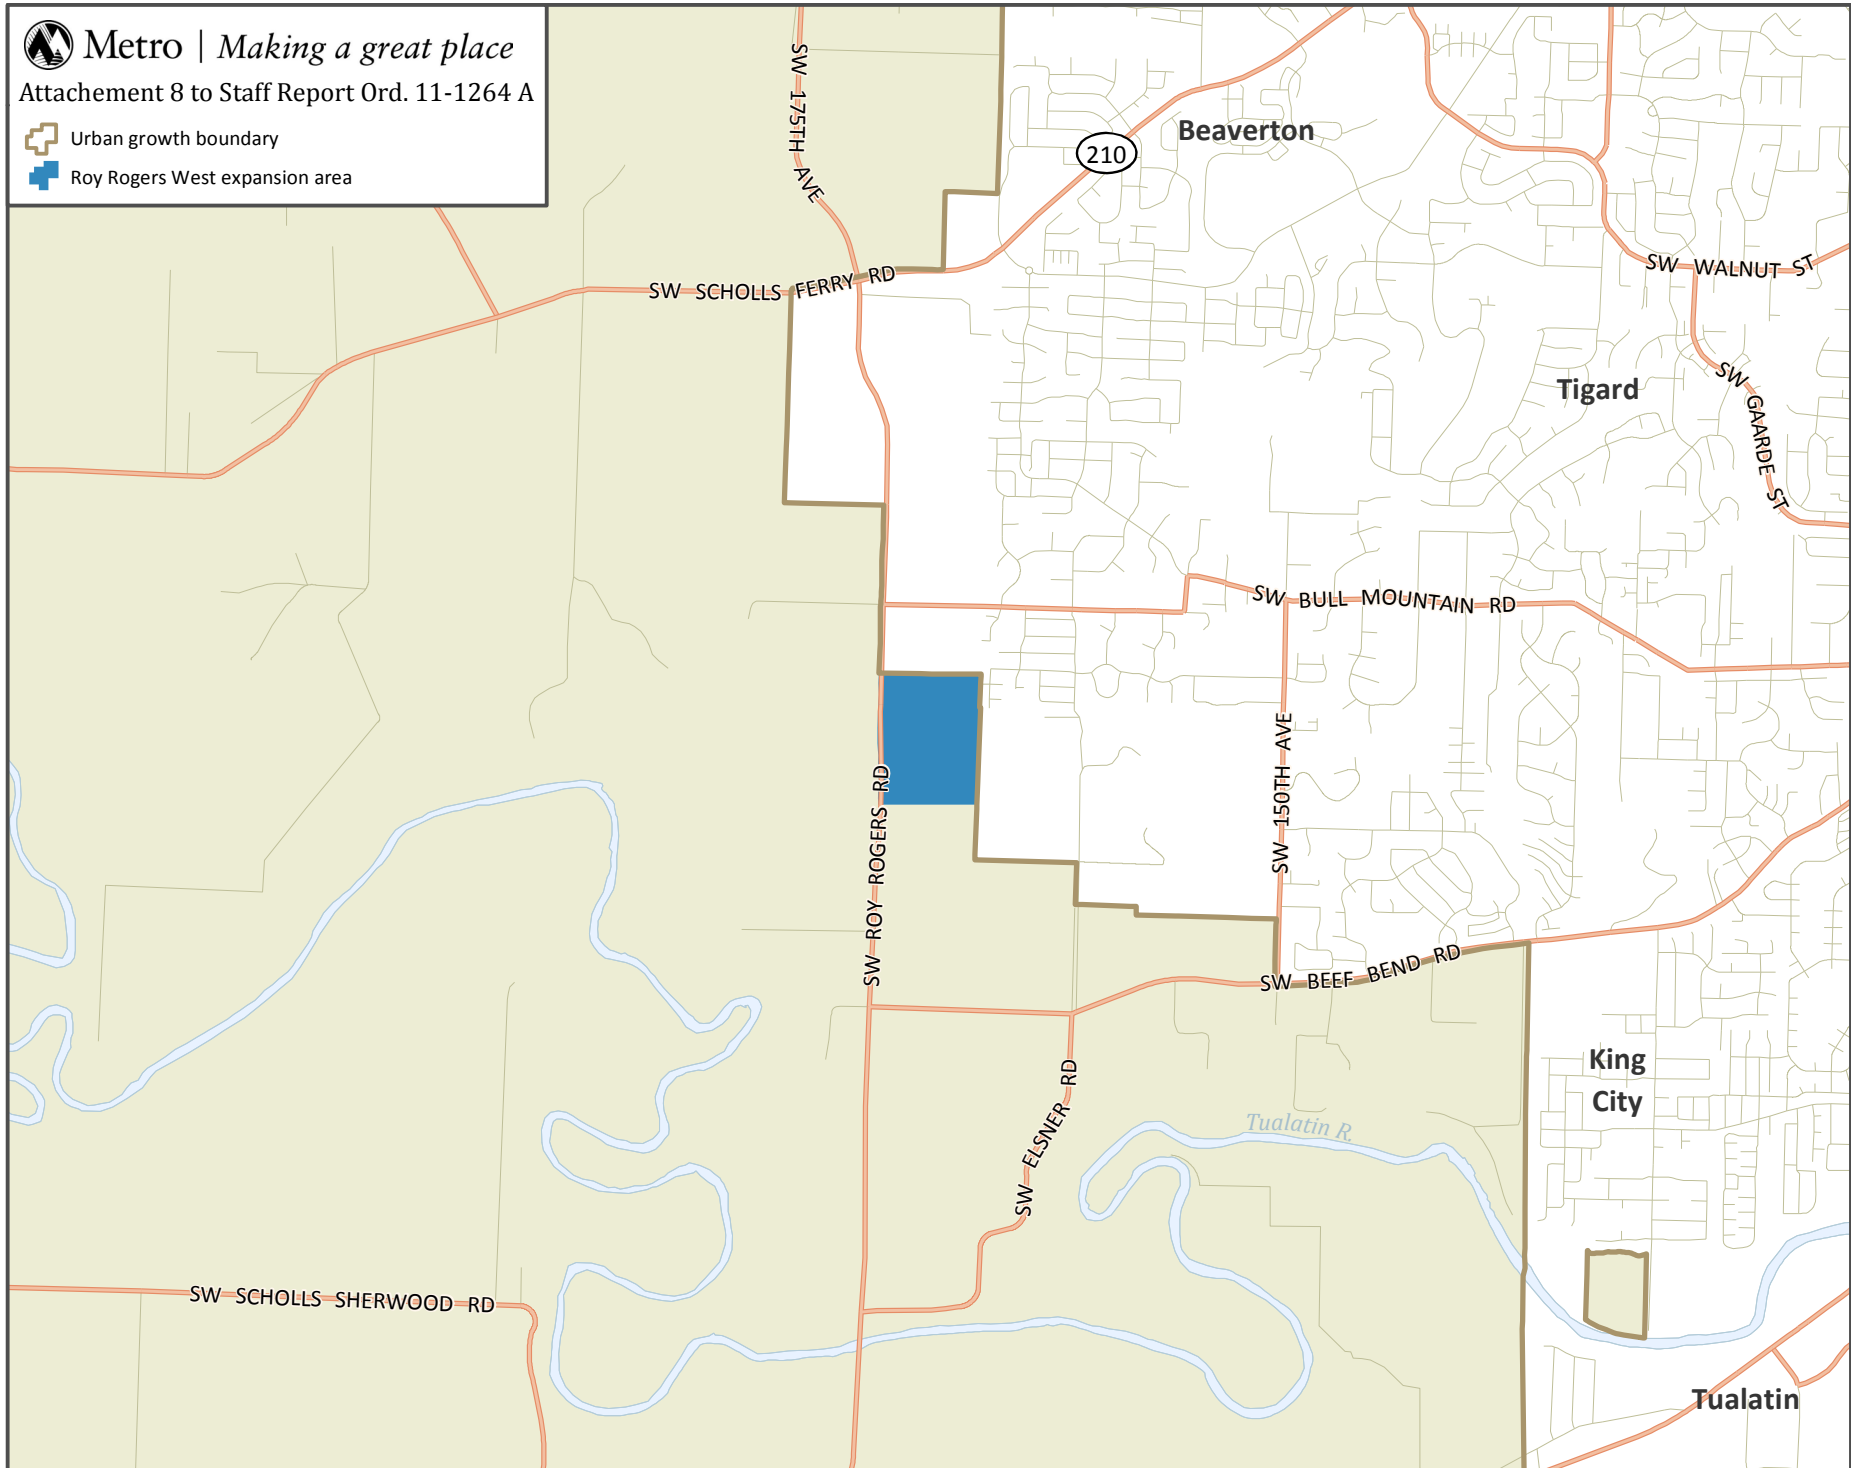 Metro | Making a great place
Attachement 8 to Staff Report Ord. 11-1264 A
Urban growth boundary
Roy Rogers West expansion area
SW 175TH AVE
210
Beaverton
SW SCHOLLS FERRY RD
SW WALNUT ST
Tigard
SW GAARDE ST
SW BULL MOUNTAIN RD
SW 150TH AVE
SW ROY ROGERS RD
SW BEEF BEND RD
King
City
SW ELSNER RD
Tualatin R.
SW SCHOLLS SHERWOOD RD
Tualatin